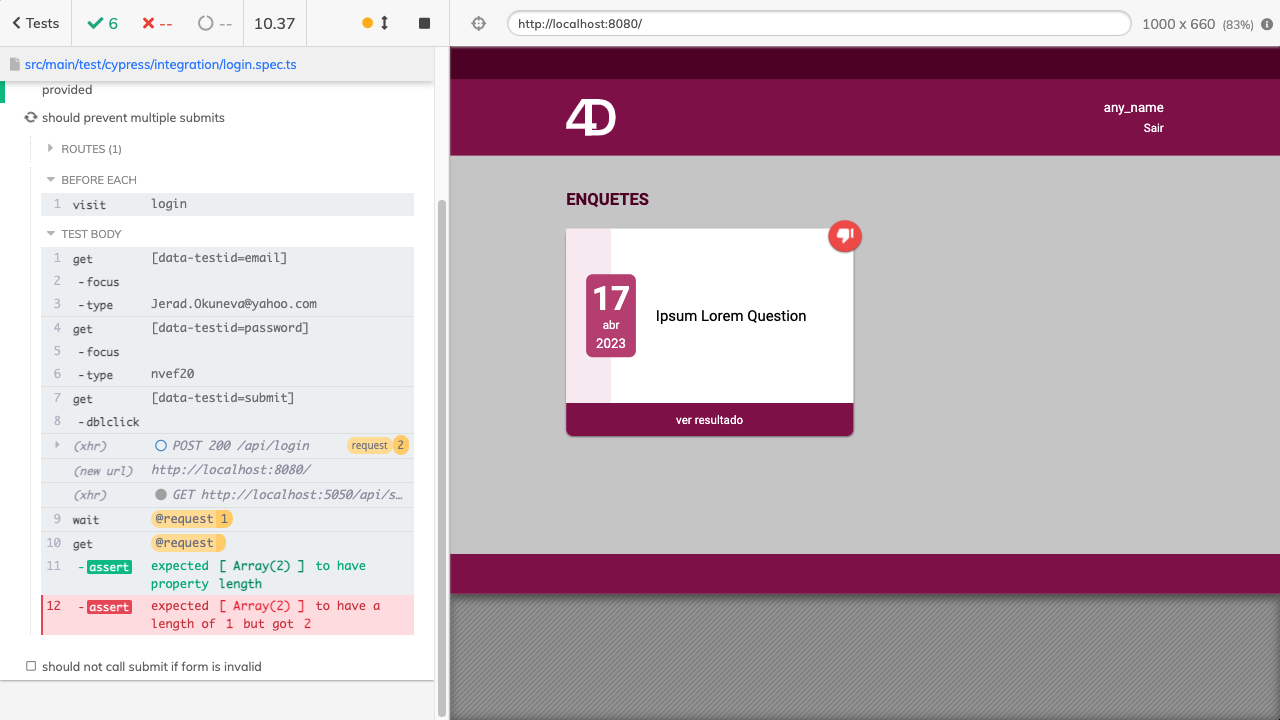 Tests
6
--
--
10.37
http://localhost:8080/
1000 x 660 (83%)
src/main/test/cypress/integration/login.spec.ts
provided
should prevent multiple submits
ROUTES (1)
BEFORE EACH
1 visit login
TEST BODY
1 get [data-testid=email]
2 - focus
3 - type Jerad.Okuneva@yahoo.com
4 get [data-testid=password]
5 - focus
6 - type nvef20
7 get [data-testid=submit]
8 - dblclick
(xhr) POST 200 /api/login request 2
(new url) http://localhost:8080/
(xhr) GET http://localhost:5050/api/s…
9 wait @request 1
10 get @request
11 - assert expected [ Array(2) ] to have
property length
12 - assert expected [ Array(2) ] to have a
length of 1 but got 2
should not call submit if form is invalid
4D
any_name
Sair
ENQUETES
17
abr
2023
Ipsum Lorem Question
ver resultado